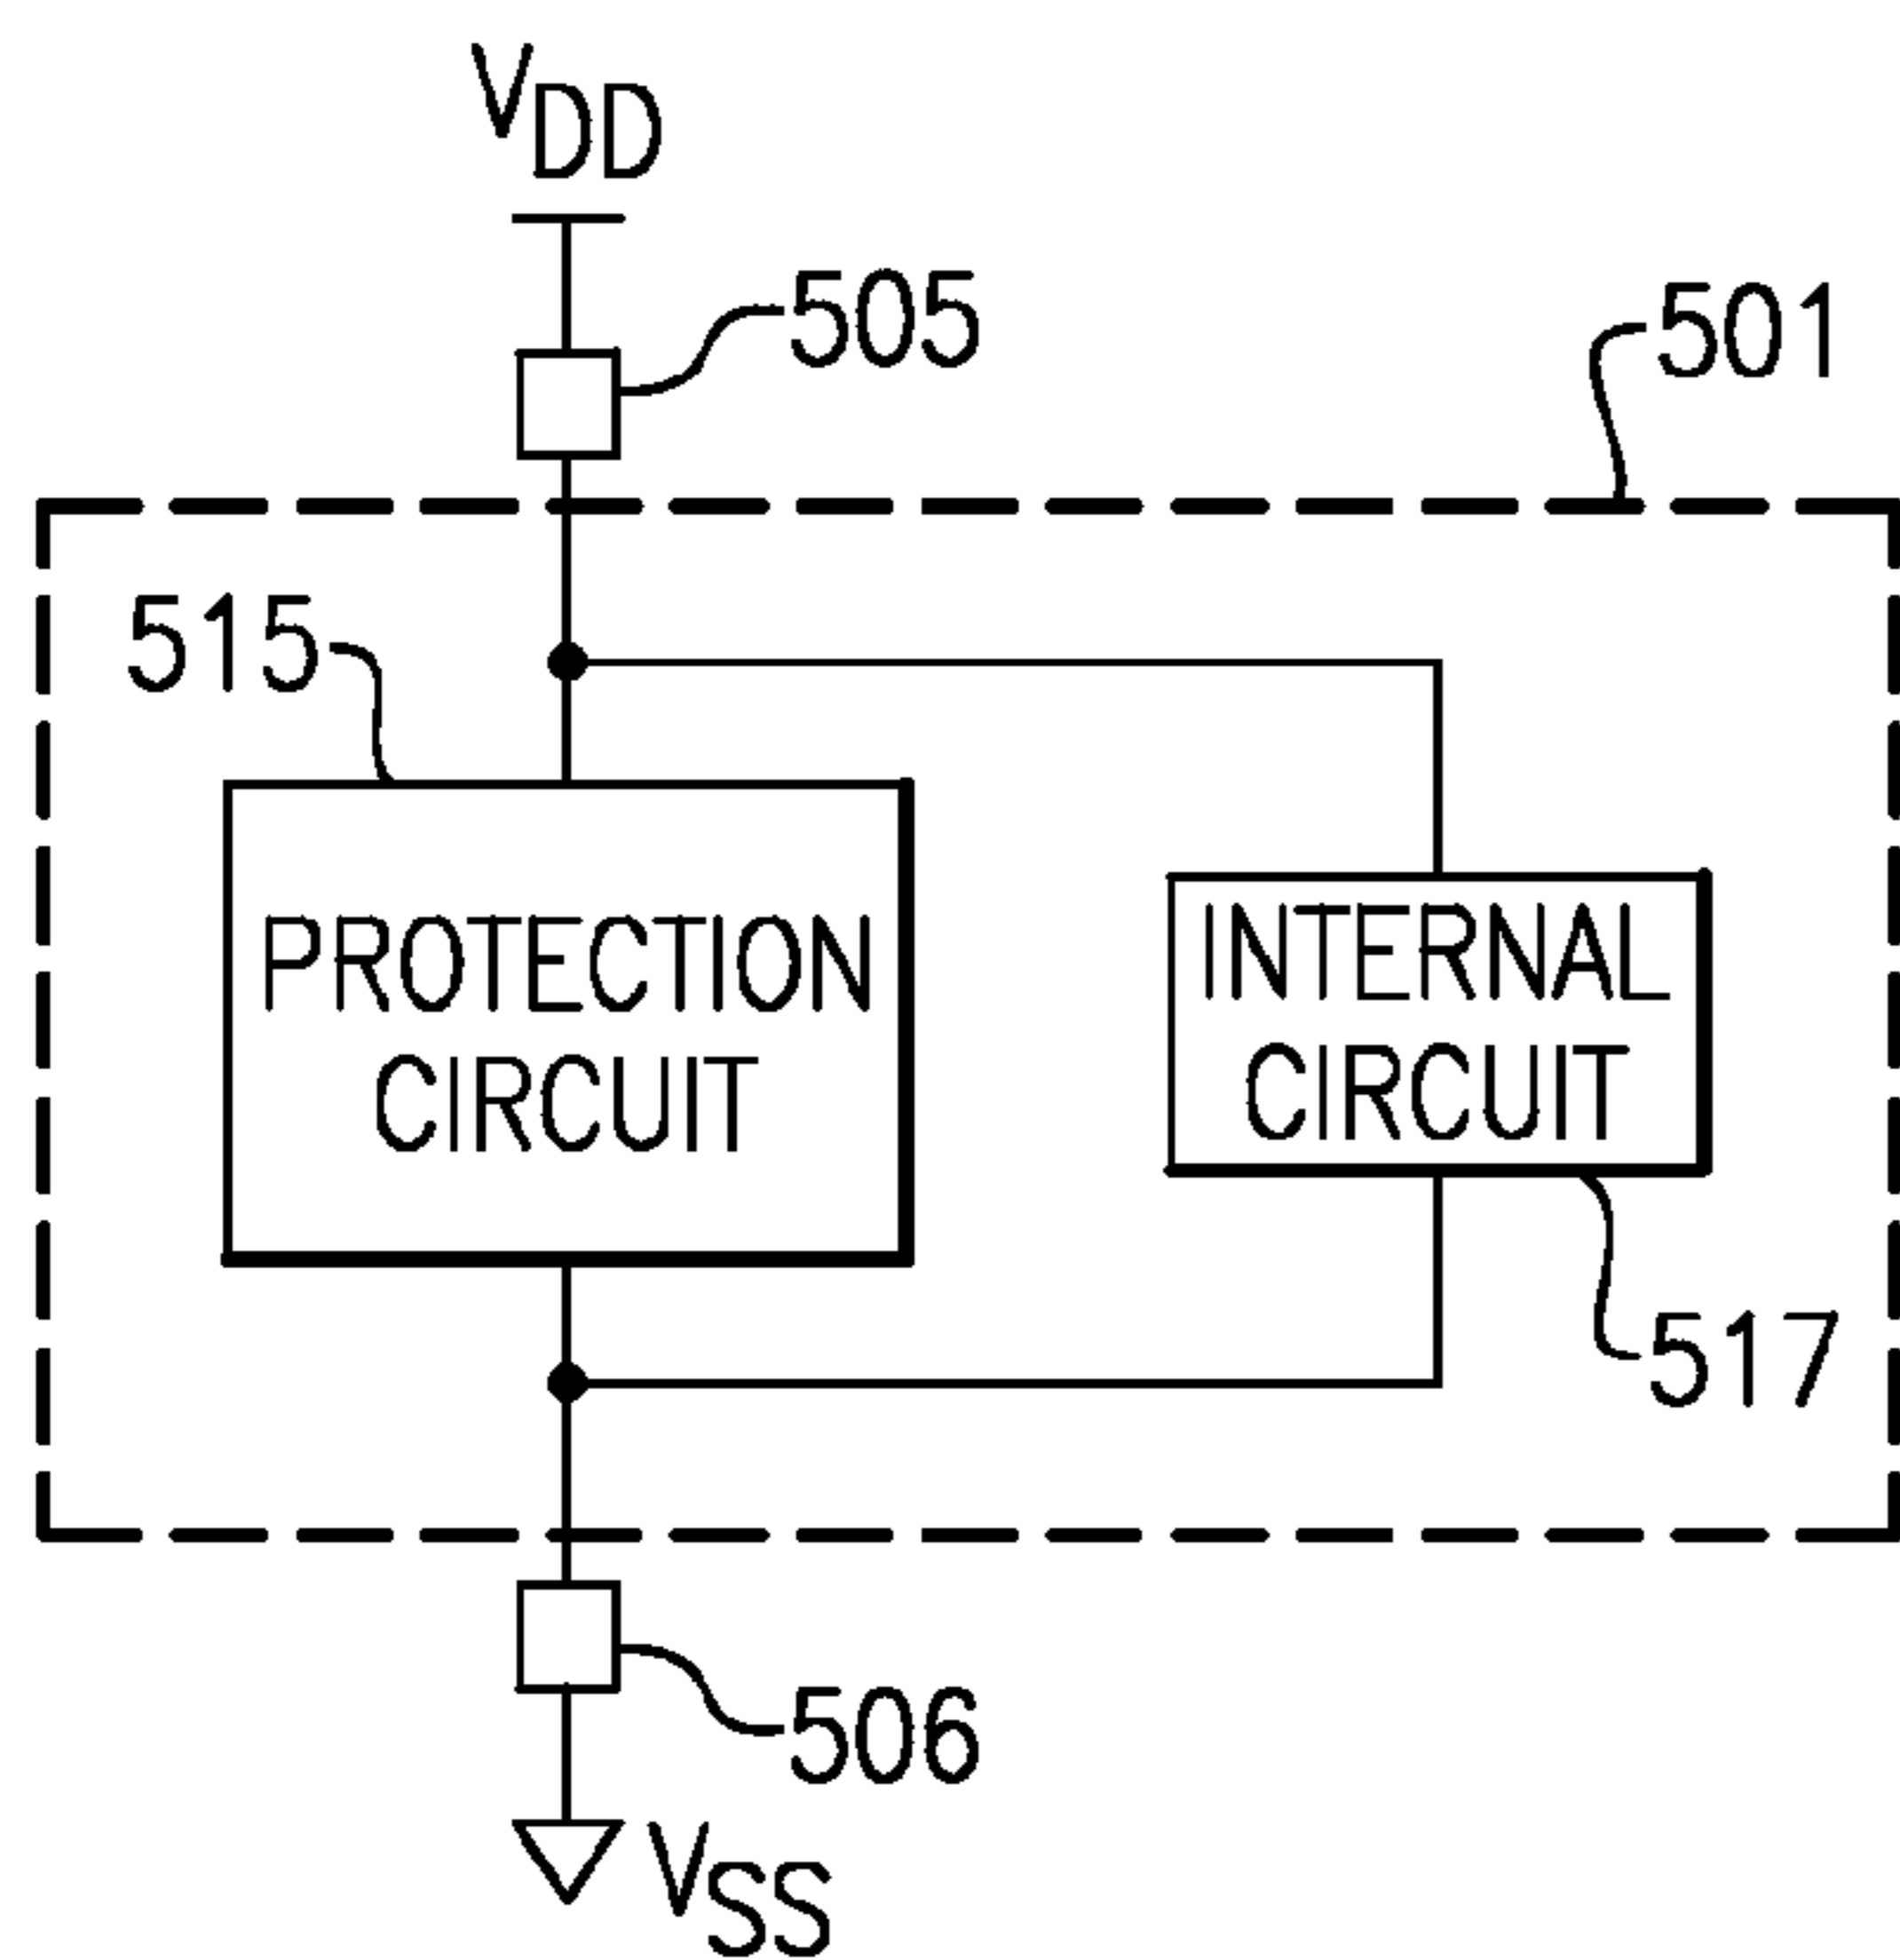 VDD
505
501
515
PROTECTION
CIRCUIT
INTERNAL
CIRCUIT
517
506
VSS